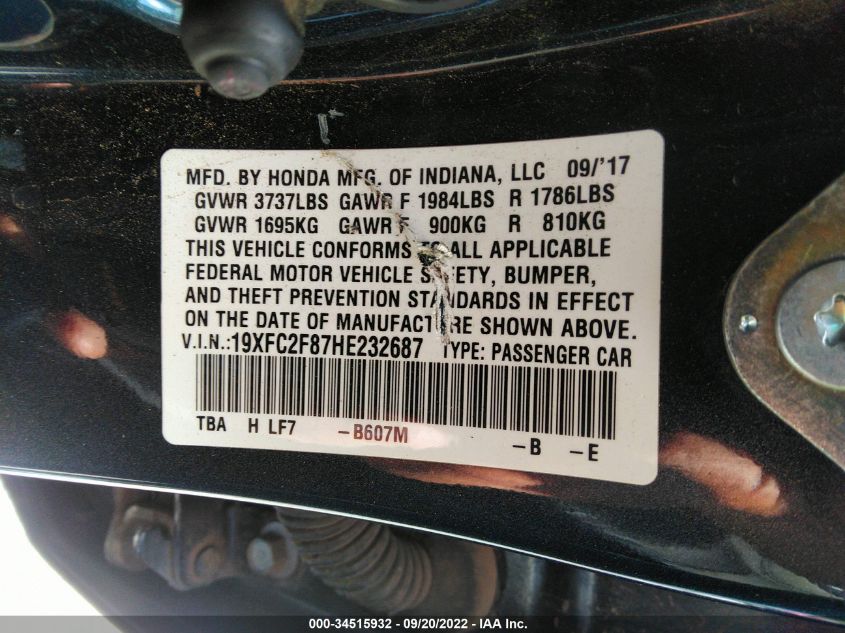 MFD. BY HONDA MFG. OF INDIANA, LLC 09/'17
GVWR 3737LBS GAWR F 1984LBS R 1786LBS
GVWR 1695KG GAWR F 900KG R 810KG
THIS VEHICLE CONFORMS TO ALL APPLICABLE
FEDERAL MOTOR VEHICLE SAFETY, BUMPER,
AND THEFT PREVENTION STANDARDS IN EFFECT
ON THE DATE OF MANUFACTURE SHOWN ABOVE.
V.I.N.:19XFC2F87HE232687 TYPE: PASSENGER CAR
TBA H LF7 -B607M -B -E
000-34515932 - 09/20/2022 - IAA Inc.